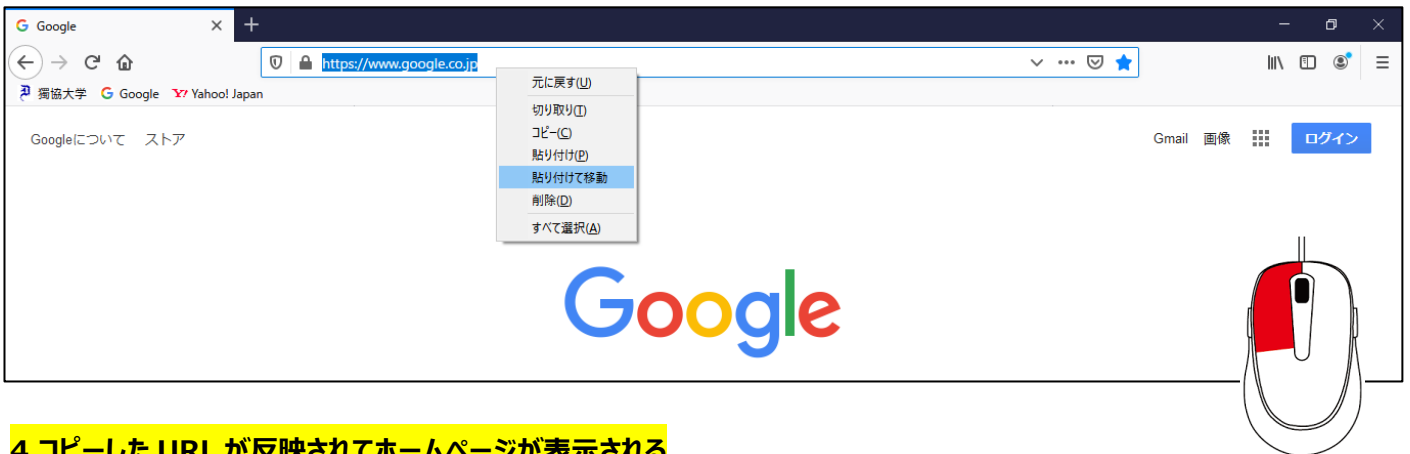 Google
https://www.google.co.jp
獨協大学 Google Y! Yahoo! Japan
元に戻す(U)
切り取り(T)
コピー(C)
貼り付け(P)
貼り付けて移動
削除(D)
すべて選択(A)
Googleについて ストア
Gmail 画像 ログイン
Google
4 コピーした URL が反映されてホームページが表示される